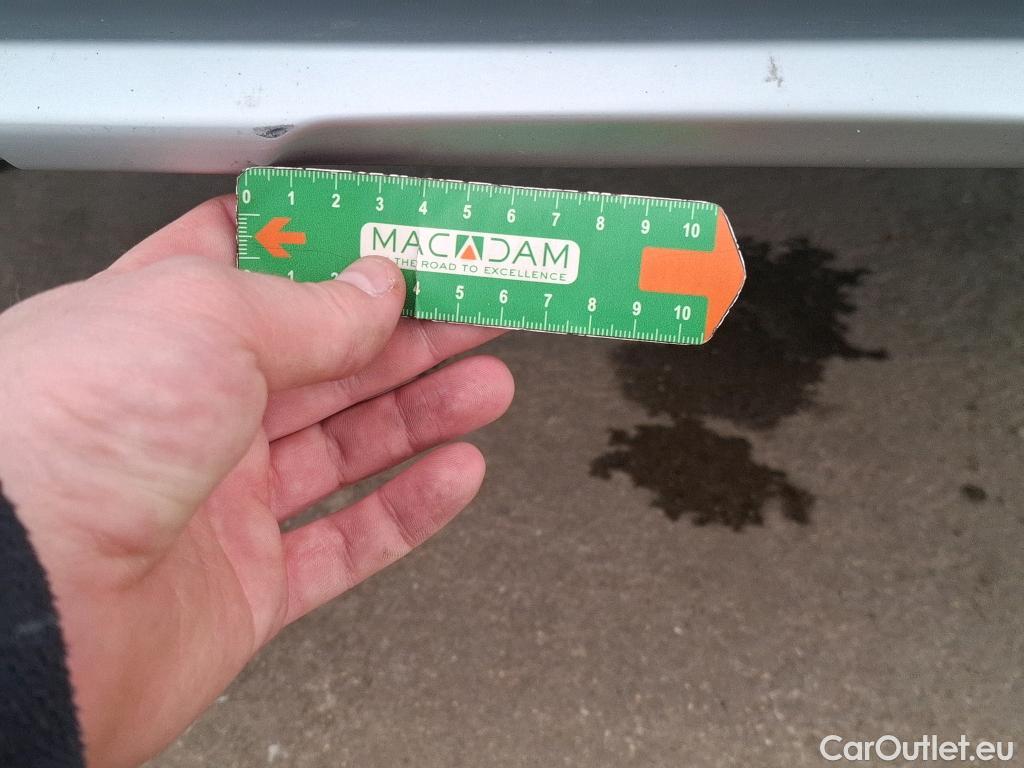 0 1 2 3 4 5 6 7 8 9 10
MACADAM
THE ROAD TO EXCELLENCE
4 5 6 7 8 9 10
CarOutlet.eu